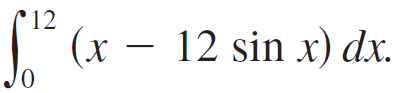 ∫₀¹² (x − 12 sin x) dx.